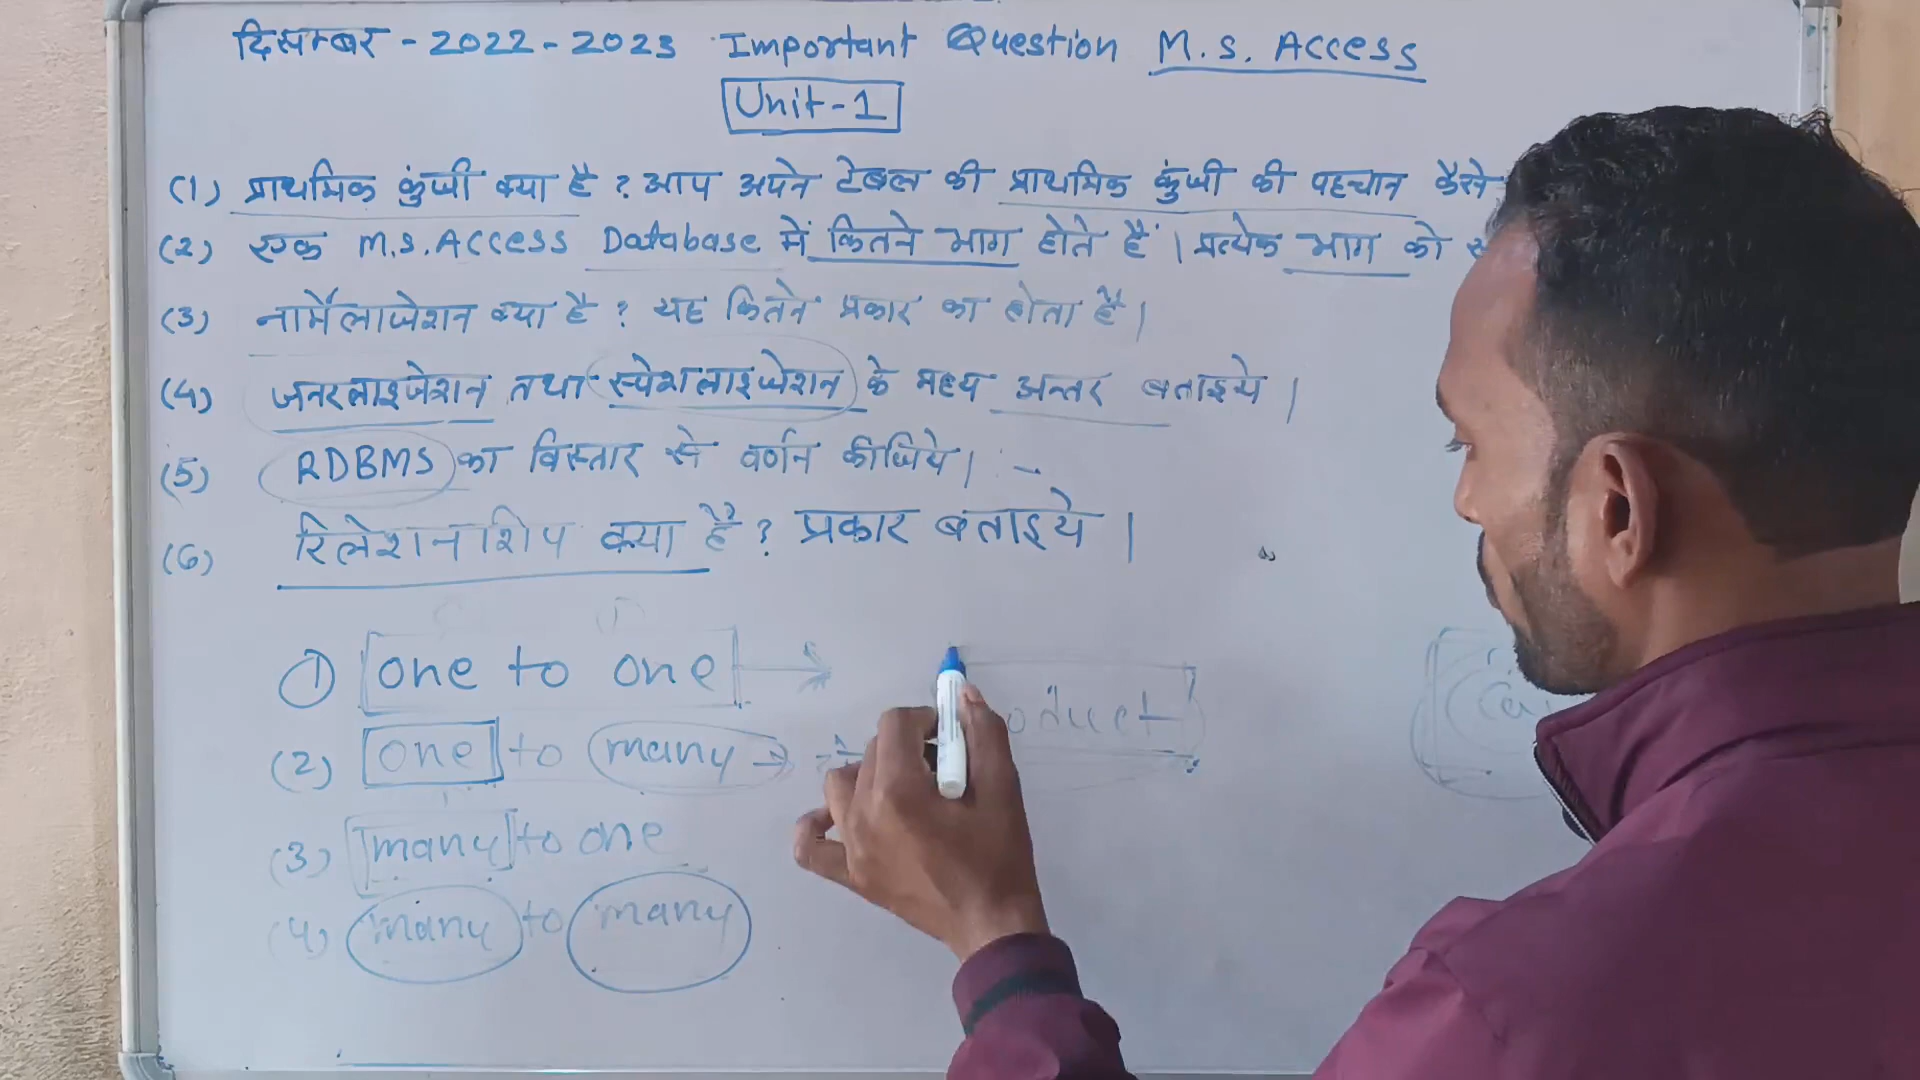 दिसम्बर - 2022 - 2023 Important Question M.S. Access
Unit-1
(1) प्राथमिक कुंजी क्या है ? आप अपने टेबल की प्राथमिक कुंजी की पहचान कैसे
(2) एक M.S. Access Database में कितने भाग होते हैं । प्रत्येक भाग को
(3) नार्मेलाजेशन क्या है ? यह कितने प्रकार का होता है।
(4) जनरलाइजेशन तथा स्पेशलाइजेशन के मध्य अन्तर बताइये ।
(5) RDBMS का विस्तार से वर्णन कीजिये। :-
(6) रिलेशनशिप क्या है ? प्रकार बताइये ।
① one to one →
(2) one to many →
(3) many to one
(4) many to many